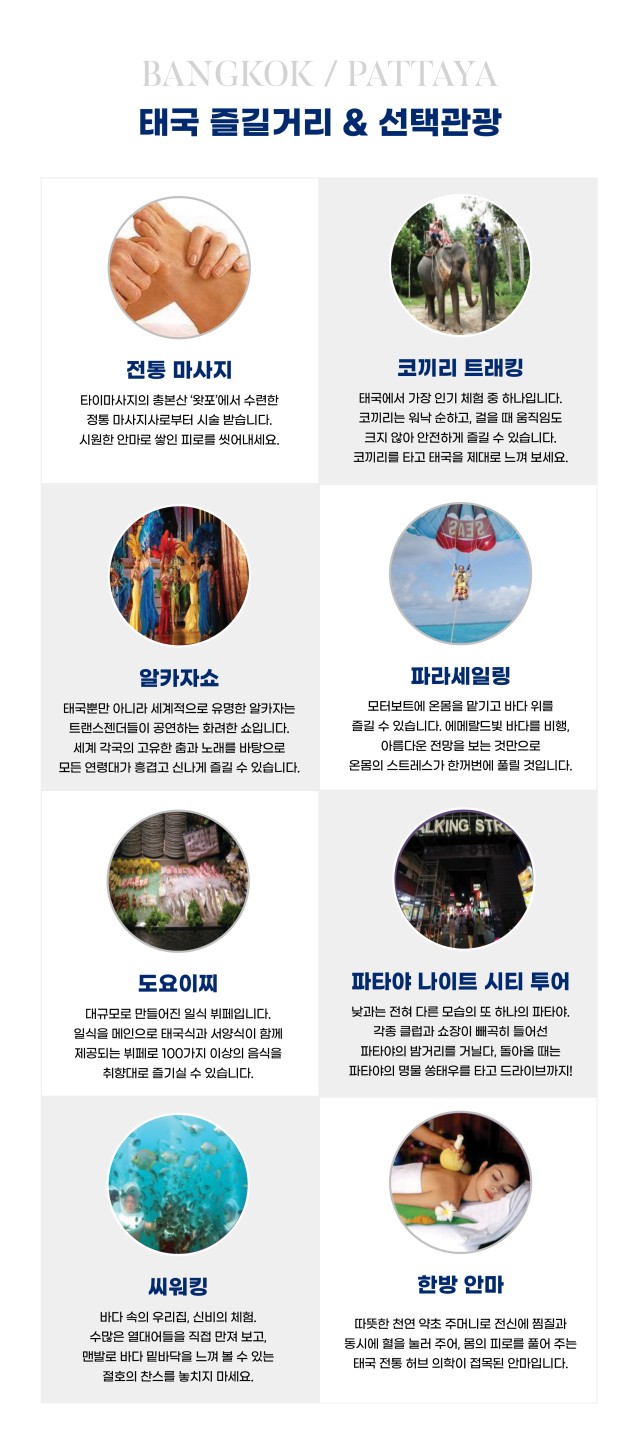 BANGKOK / PATTAYA
태국 즐길거리 & 선택관광
전통 마사지
타이마사지의 총본산 '왓포'에서 수련한
정통 마사지사로부터 시술 받습니다.
시원한 안마로 쌓인 피로를 씻어내세요.
코끼리 트래킹
태국에서 가장 인기 체험 중 하나입니다.
코끼리는 워낙 순하고, 걸을 때 움직임도
크지 않아 안전하게 즐길 수 있습니다.
코끼리를 타고 태국을 제대로 느껴 보세요.
알카자쇼
태국뿐만 아니라 세계적으로 유명한 알카자는
트랜스젠더들이 공연하는 화려한 쇼입니다.
세계 각국의 고유한 춤과 노래를 바탕으로
모든 연령대가 흥겹고 신나게 즐길 수 있습니다.
SEAS
파라세일링
모터보트에 온몸을 맡기고 바다 위를
즐길 수 있습니다. 에메랄드빛 바다를 비행,
아름다운 전망을 보는 것만으로
온몸의 스트레스가 한꺼번에 풀릴 것입니다.
도요이찌
대규모로 만들어진 일식 뷔페입니다.
일식을 메인으로 태국식과 서양식이 함께
제공되는 뷔페로 100가지 이상의 음식을
취향대로 즐기실 수 있습니다.
ALKING STRE
파타야 나이트 시티 투어
낮과는 전혀 다른 모습의 또 하나의 파타야.
각종 클럽과 쇼장이 빼곡히 들어선
파타야의 밤거리를 거닐다, 돌아올 때는
파타야의 명물 쏭태우를 타고 드라이브까지!
씨워킹
바다 속의 우리집, 신비의 체험.
수많은 열대어들을 직접 만져 보고,
맨발로 바다 밑바닥을 느껴 볼 수 있는
절호의 찬스를 놓치지 마세요.
한방 안마
따뜻한 천연 약초 주머니로 전신에 찜질과
동시에 혈을 눌러 주어, 몸의 피로를 풀어 주는
태국 전통 허브 의학이 접목된 안마입니다.